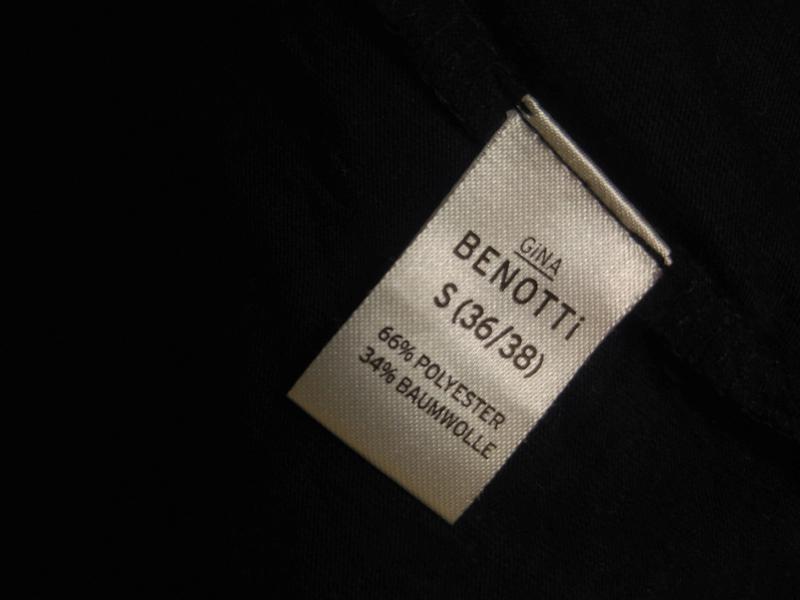 GiNA
BENOTTi
S (36/38)
66% POLYESTER
34% BAUMWOLLE